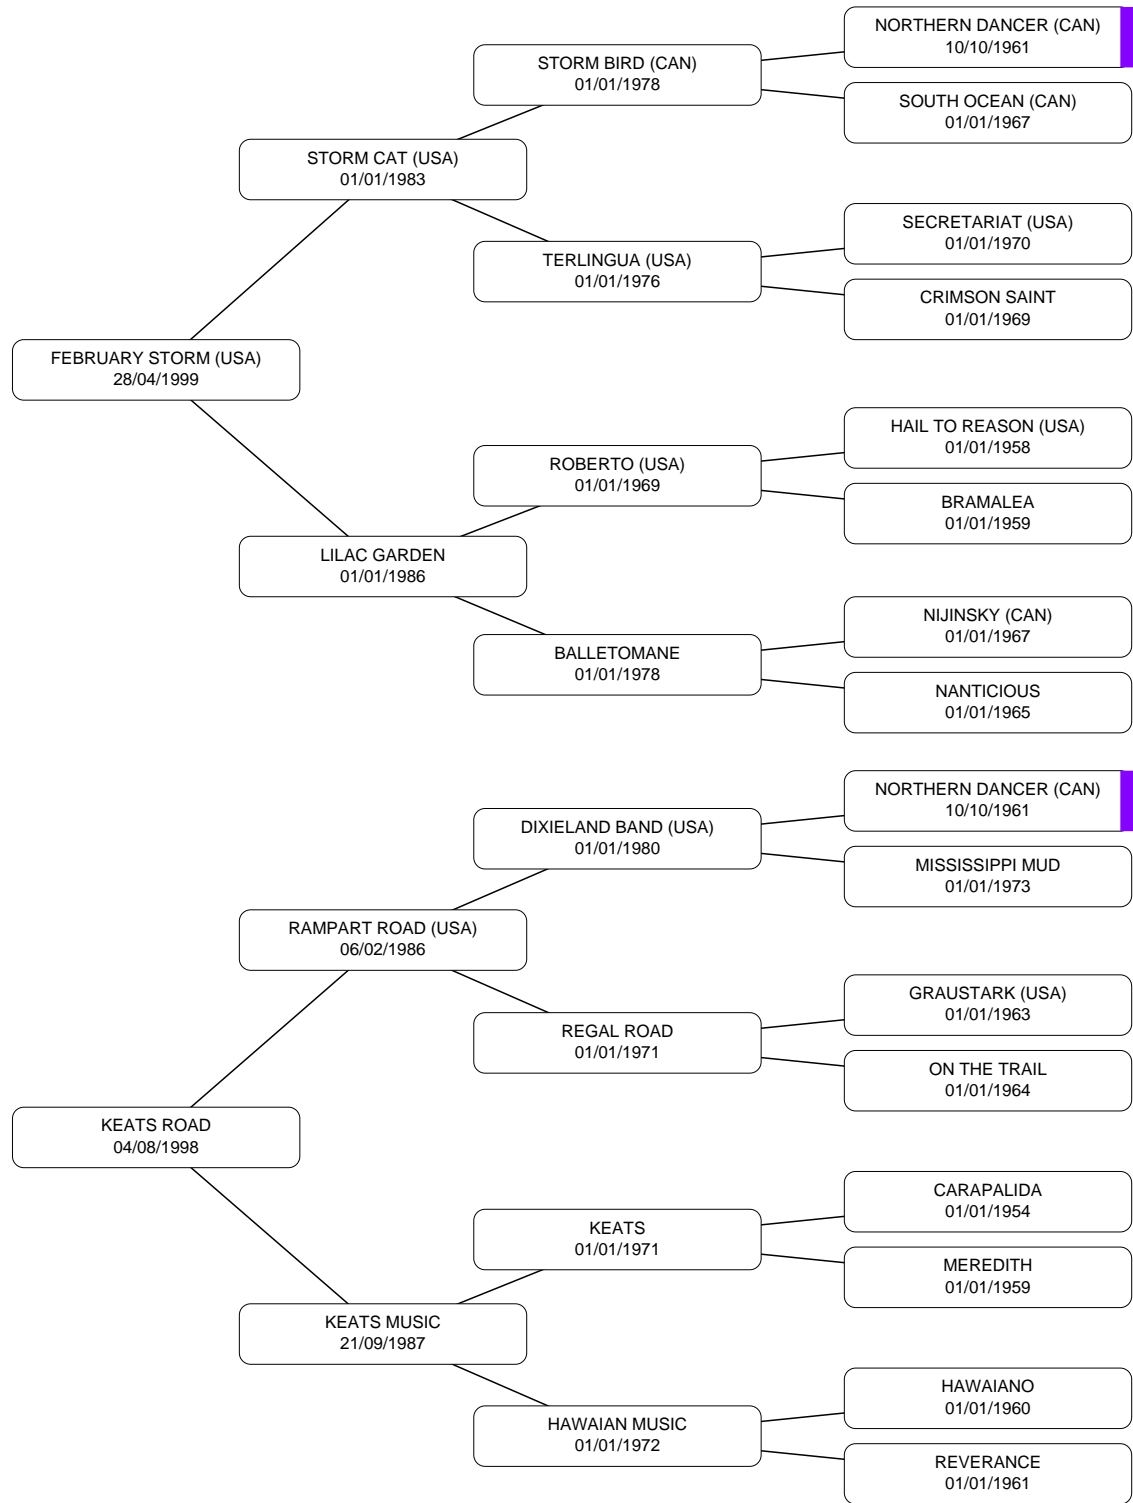 NORTHERN DANCER (CAN)
10/10/1961
STORM BIRD (CAN)
01/01/1978
SOUTH OCEAN (CAN)
01/01/1967
STORM CAT (USA)
01/01/1983
SECRETARIAT (USA)
01/01/1970
TERLINGUA (USA)
01/01/1976
CRIMSON SAINT
01/01/1969
FEBRUARY STORM (USA)
28/04/1999
HAIL TO REASON (USA)
01/01/1958
ROBERTO (USA)
01/01/1969
BRAMALEA
01/01/1959
LILAC GARDEN
01/01/1986
NIJINSKY (CAN)
01/01/1967
BALLETOMANE
01/01/1978
NANTICIOUS
01/01/1965
NORTHERN DANCER (CAN)
10/10/1961
DIXIELAND BAND (USA)
01/01/1980
MISSISSIPPI MUD
01/01/1973
RAMPART ROAD (USA)
06/02/1986
GRAUSTARK (USA)
01/01/1963
REGAL ROAD
01/01/1971
ON THE TRAIL
01/01/1964
KEATS ROAD
04/08/1998
CARAPALIDA
01/01/1954
KEATS
01/01/1971
MEREDITH
01/01/1959
KEATS MUSIC
21/09/1987
HAWAIANO
01/01/1960
HAWAIAN MUSIC
01/01/1972
REVERANCE
01/01/1961